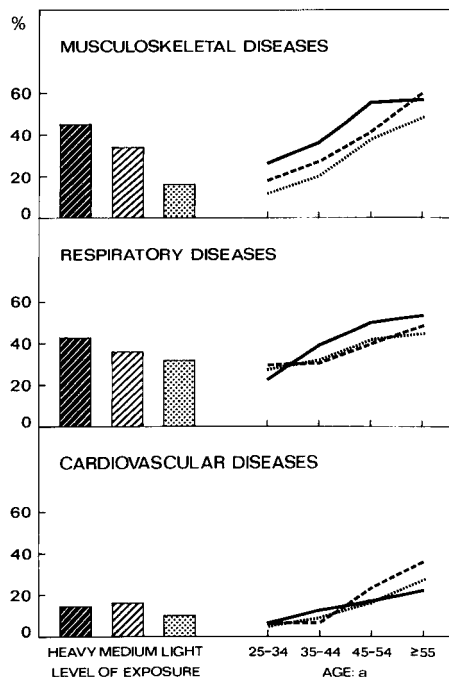 %
MUSCULOSKELETAL DISEASES
60
40
20
0
RESPIRATORY DISEASES
60
40
20
0
CARDIOVASCULAR DISEASES
60
40
20
0
HEAVY MEDIUM LIGHT
LEVEL OF EXPOSURE
25-34 35-44 45-54 ≥55
AGE: a